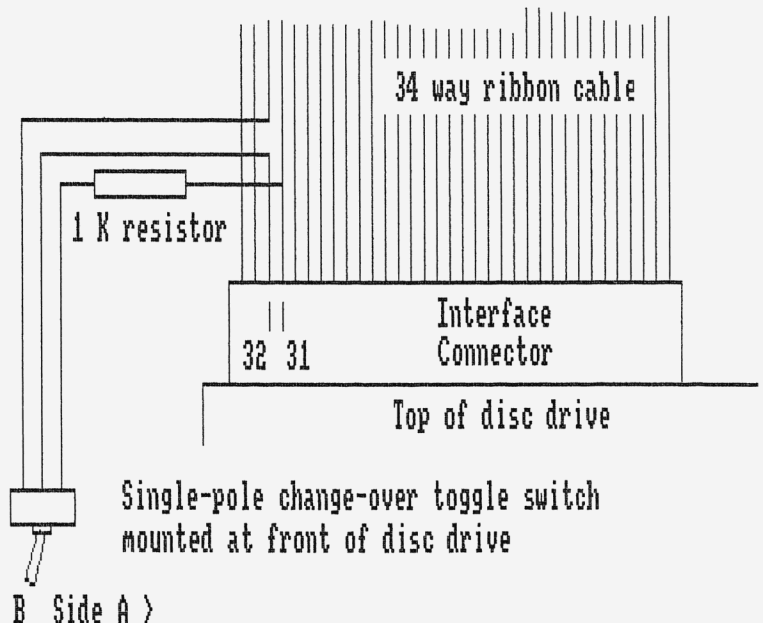 34 way ribbon cable
1 K resistor
Interface
Connector
32 31
Top of disc drive
Single-pole change-over toggle switch
mounted at front of disc drive
B Side A >